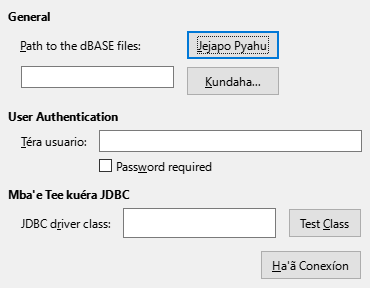 General
Path to the dBASE files:
Jejapo Pyahu
Kundaha...
User Authentication
Téra usuario:
Password required
Mba'e Tee kuéra JDBC
JDBC driver class:
Test Class
Ha'ã Conexíon